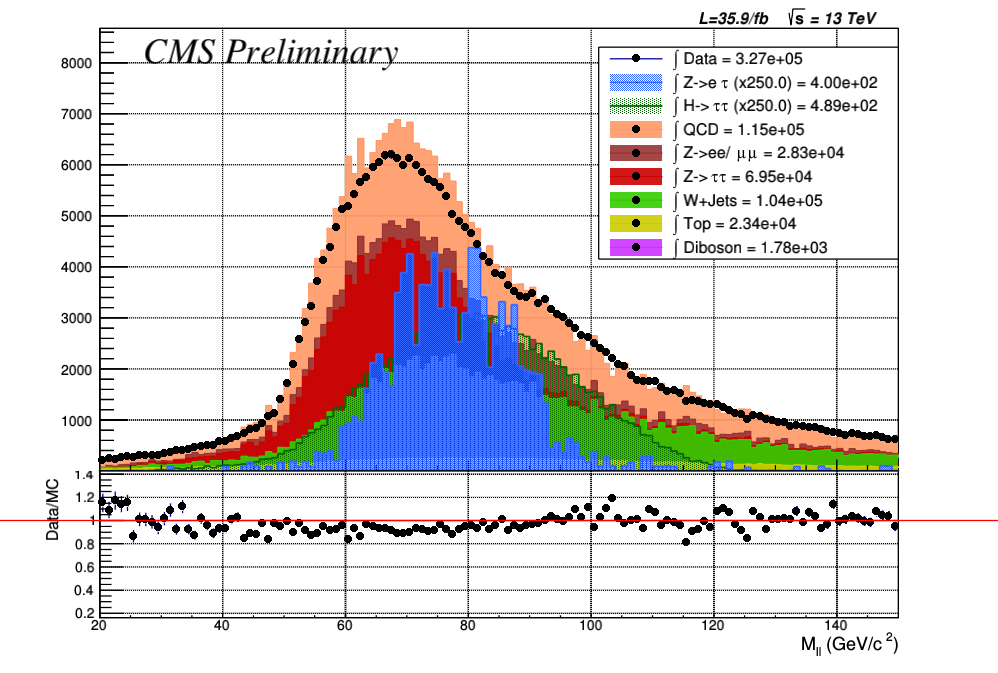 L=35.9/fb √s = 13 TeV
CMS Preliminary
∫ Data = 3.27e+05
∫ Z->e τ (x250.0) = 4.00e+02
∫ H-> ττ (x250.0) = 4.89e+02
∫ QCD = 1.15e+05
∫ Z->ee/ μμ = 2.83e+04
∫ Z-> ττ = 6.95e+04
∫ W+Jets = 1.04e+05
∫ Top = 2.34e+04
∫ Diboson = 1.78e+03
8000
7000
6000
5000
4000
3000
2000
1000
Data/MC
1.4
1.2
1
0.8
0.6
0.4
0.2
20 40 60 80 100 120 140
M_ll (GeV/c²)